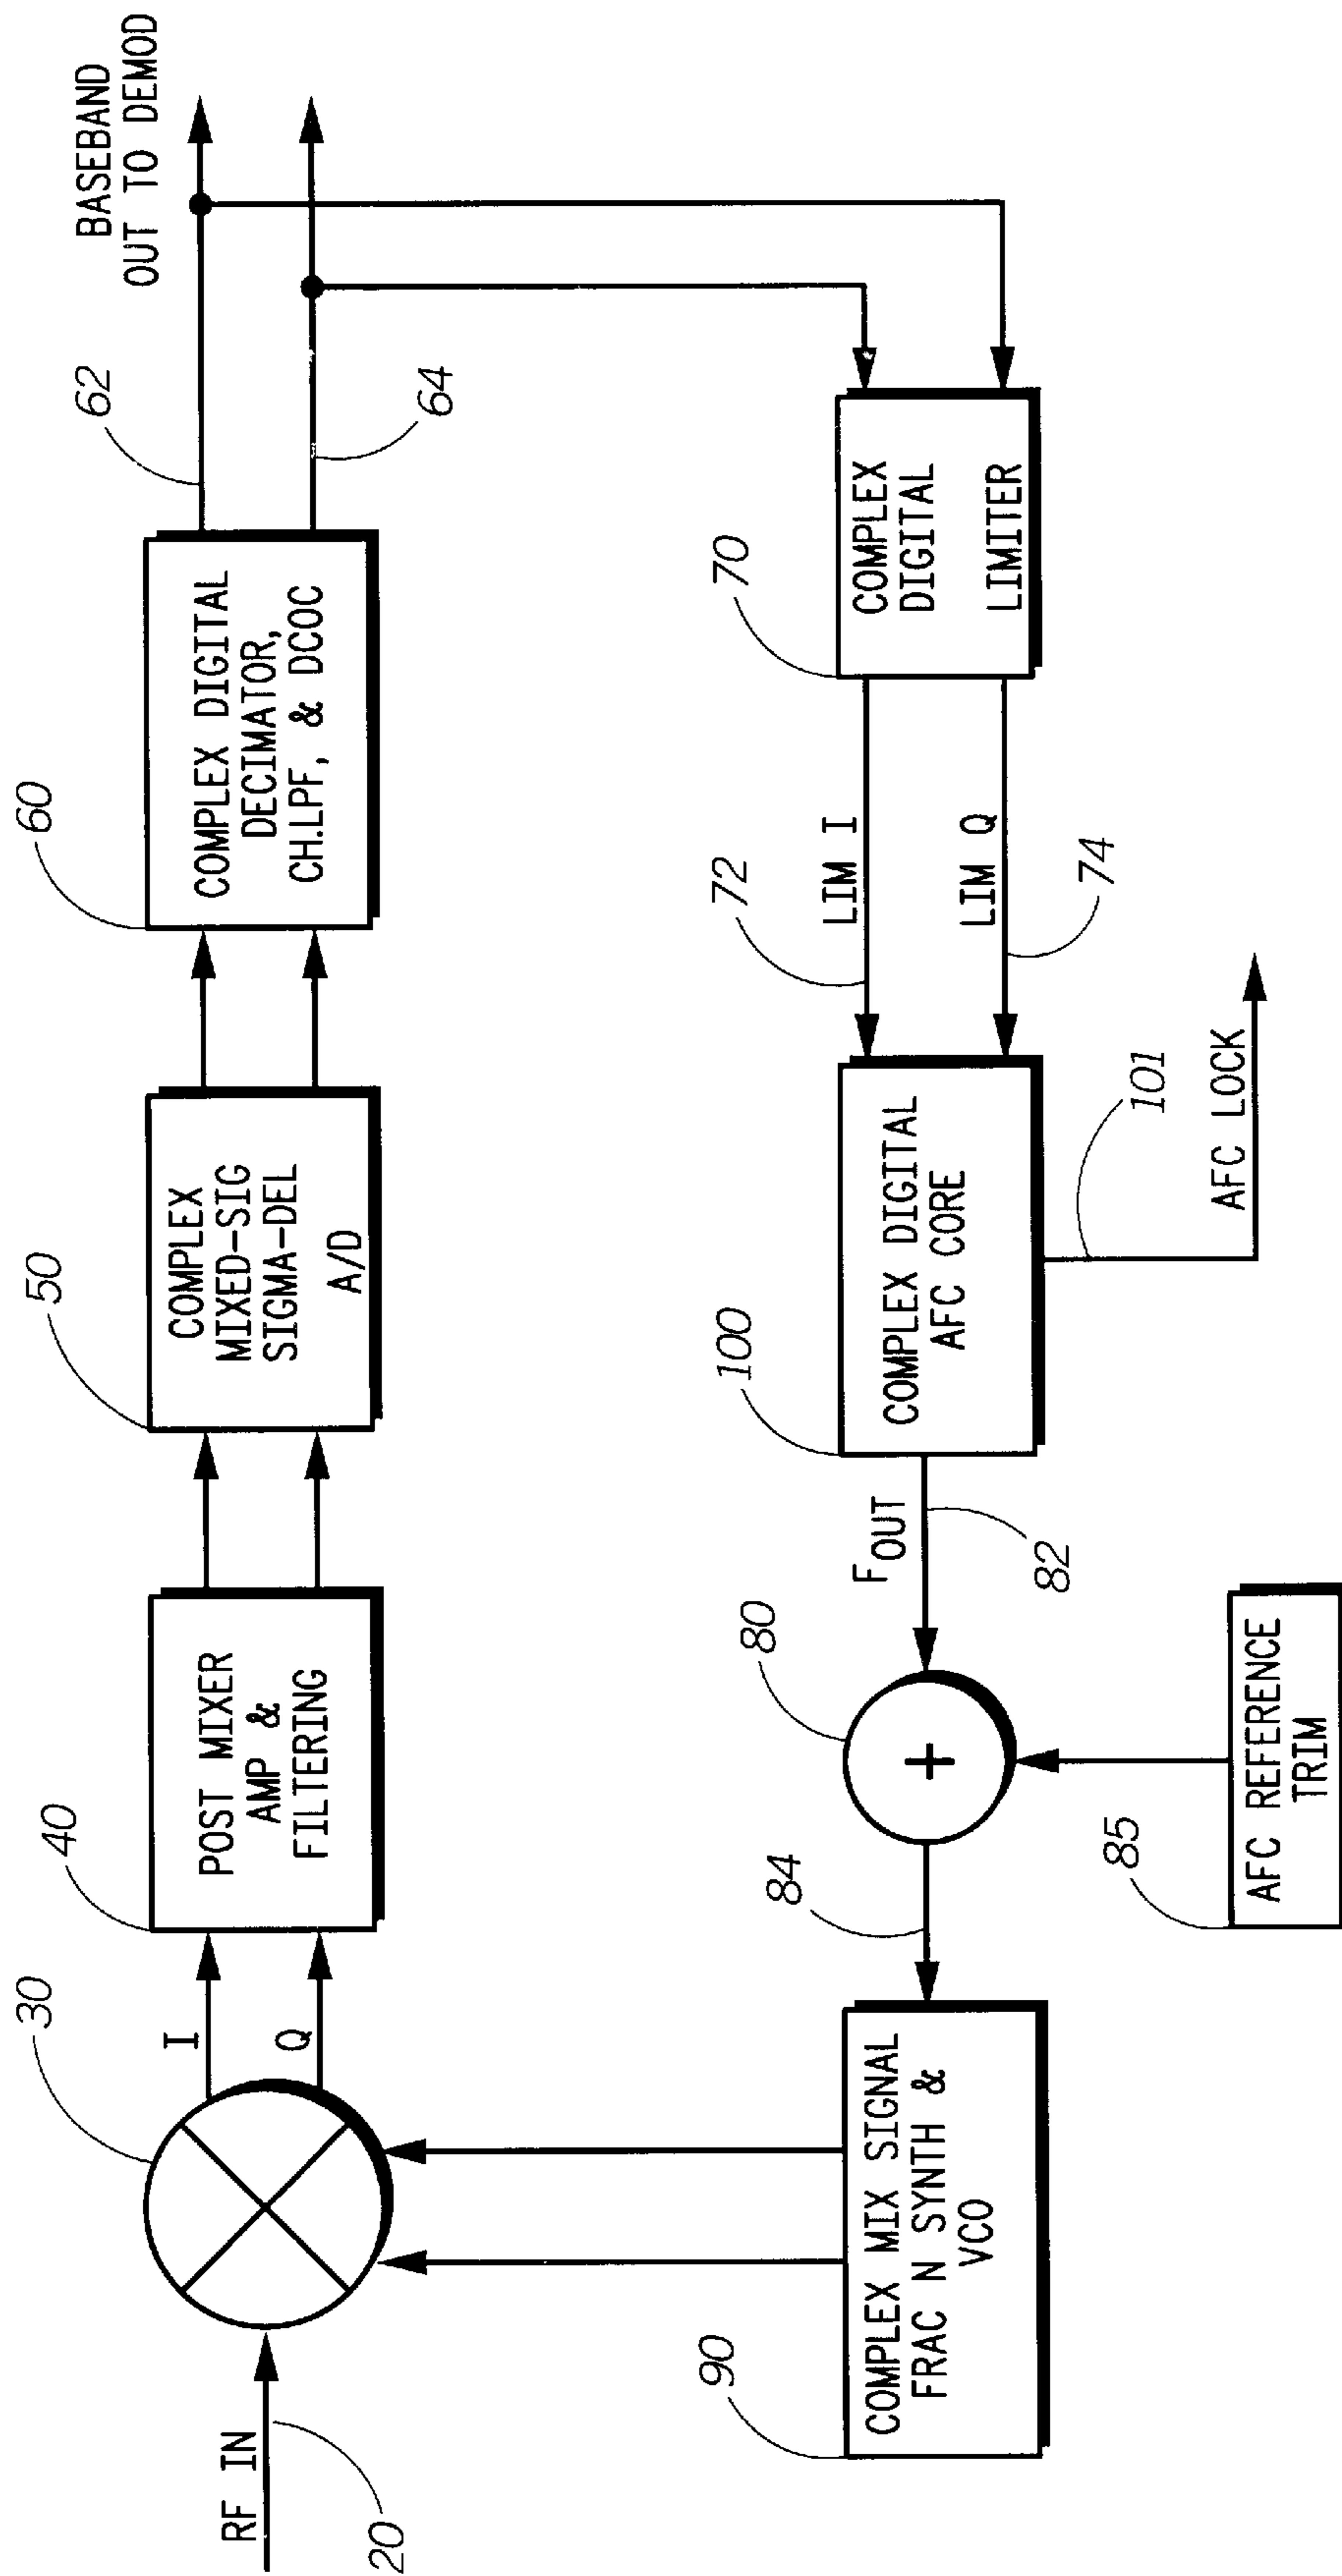 RF IN
20
30
I
Q
40
POST MIXER
AMP &
FILTERING
50
COMPLEX
MIXED-SIG
SIGMA-DEL
A/D
60
COMPLEX DIGITAL
DECIMATOR,
CH.LPF, & DCOC
62
64
BASEBAND
OUT TO DEMOD
90
COMPLEX MIX SIGNAL
FRAC N SYNTH &
VCO
84
80
+
85
AFC REFERENCE
TRIM
FOUT
82
100
COMPLEX DIGITAL
AFC CORE
101
AFC LOCK
72
LIM I
LIM Q
74
70
COMPLEX
DIGITAL
LIMITER